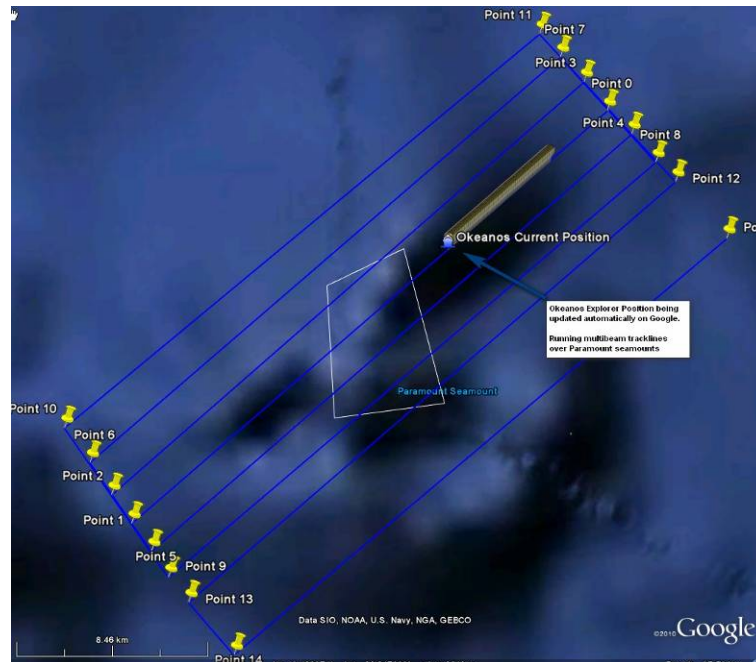 Point 11
Point 7
Point 3
Point 0
Point 4
Point 8
Point 12
Po
Okeanos Current Position
Okeanos Explorer Position being
updated automatically on Google.
Running multibeam tracklines
over Paramount seamounts
Paramount Seamount
Point 10
Point 6
Point 2
Point 1
Point 5
Point 9
Point 13
Point 14
Data SIO, NOAA, U.S. Navy, NGA, GEBCO
8.46 km
©2010 Google